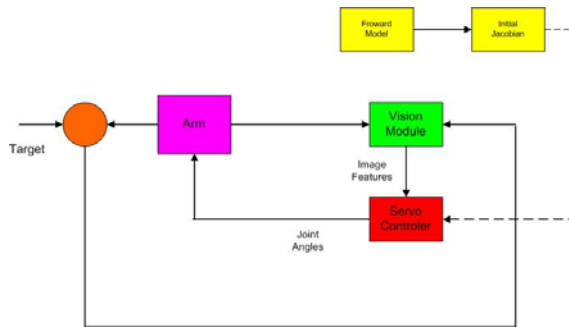 Froward
Model
Initial
Jacobian
Arm
Vision
Module
Target
Image
Features
Servo
Controler
Joint
Angles